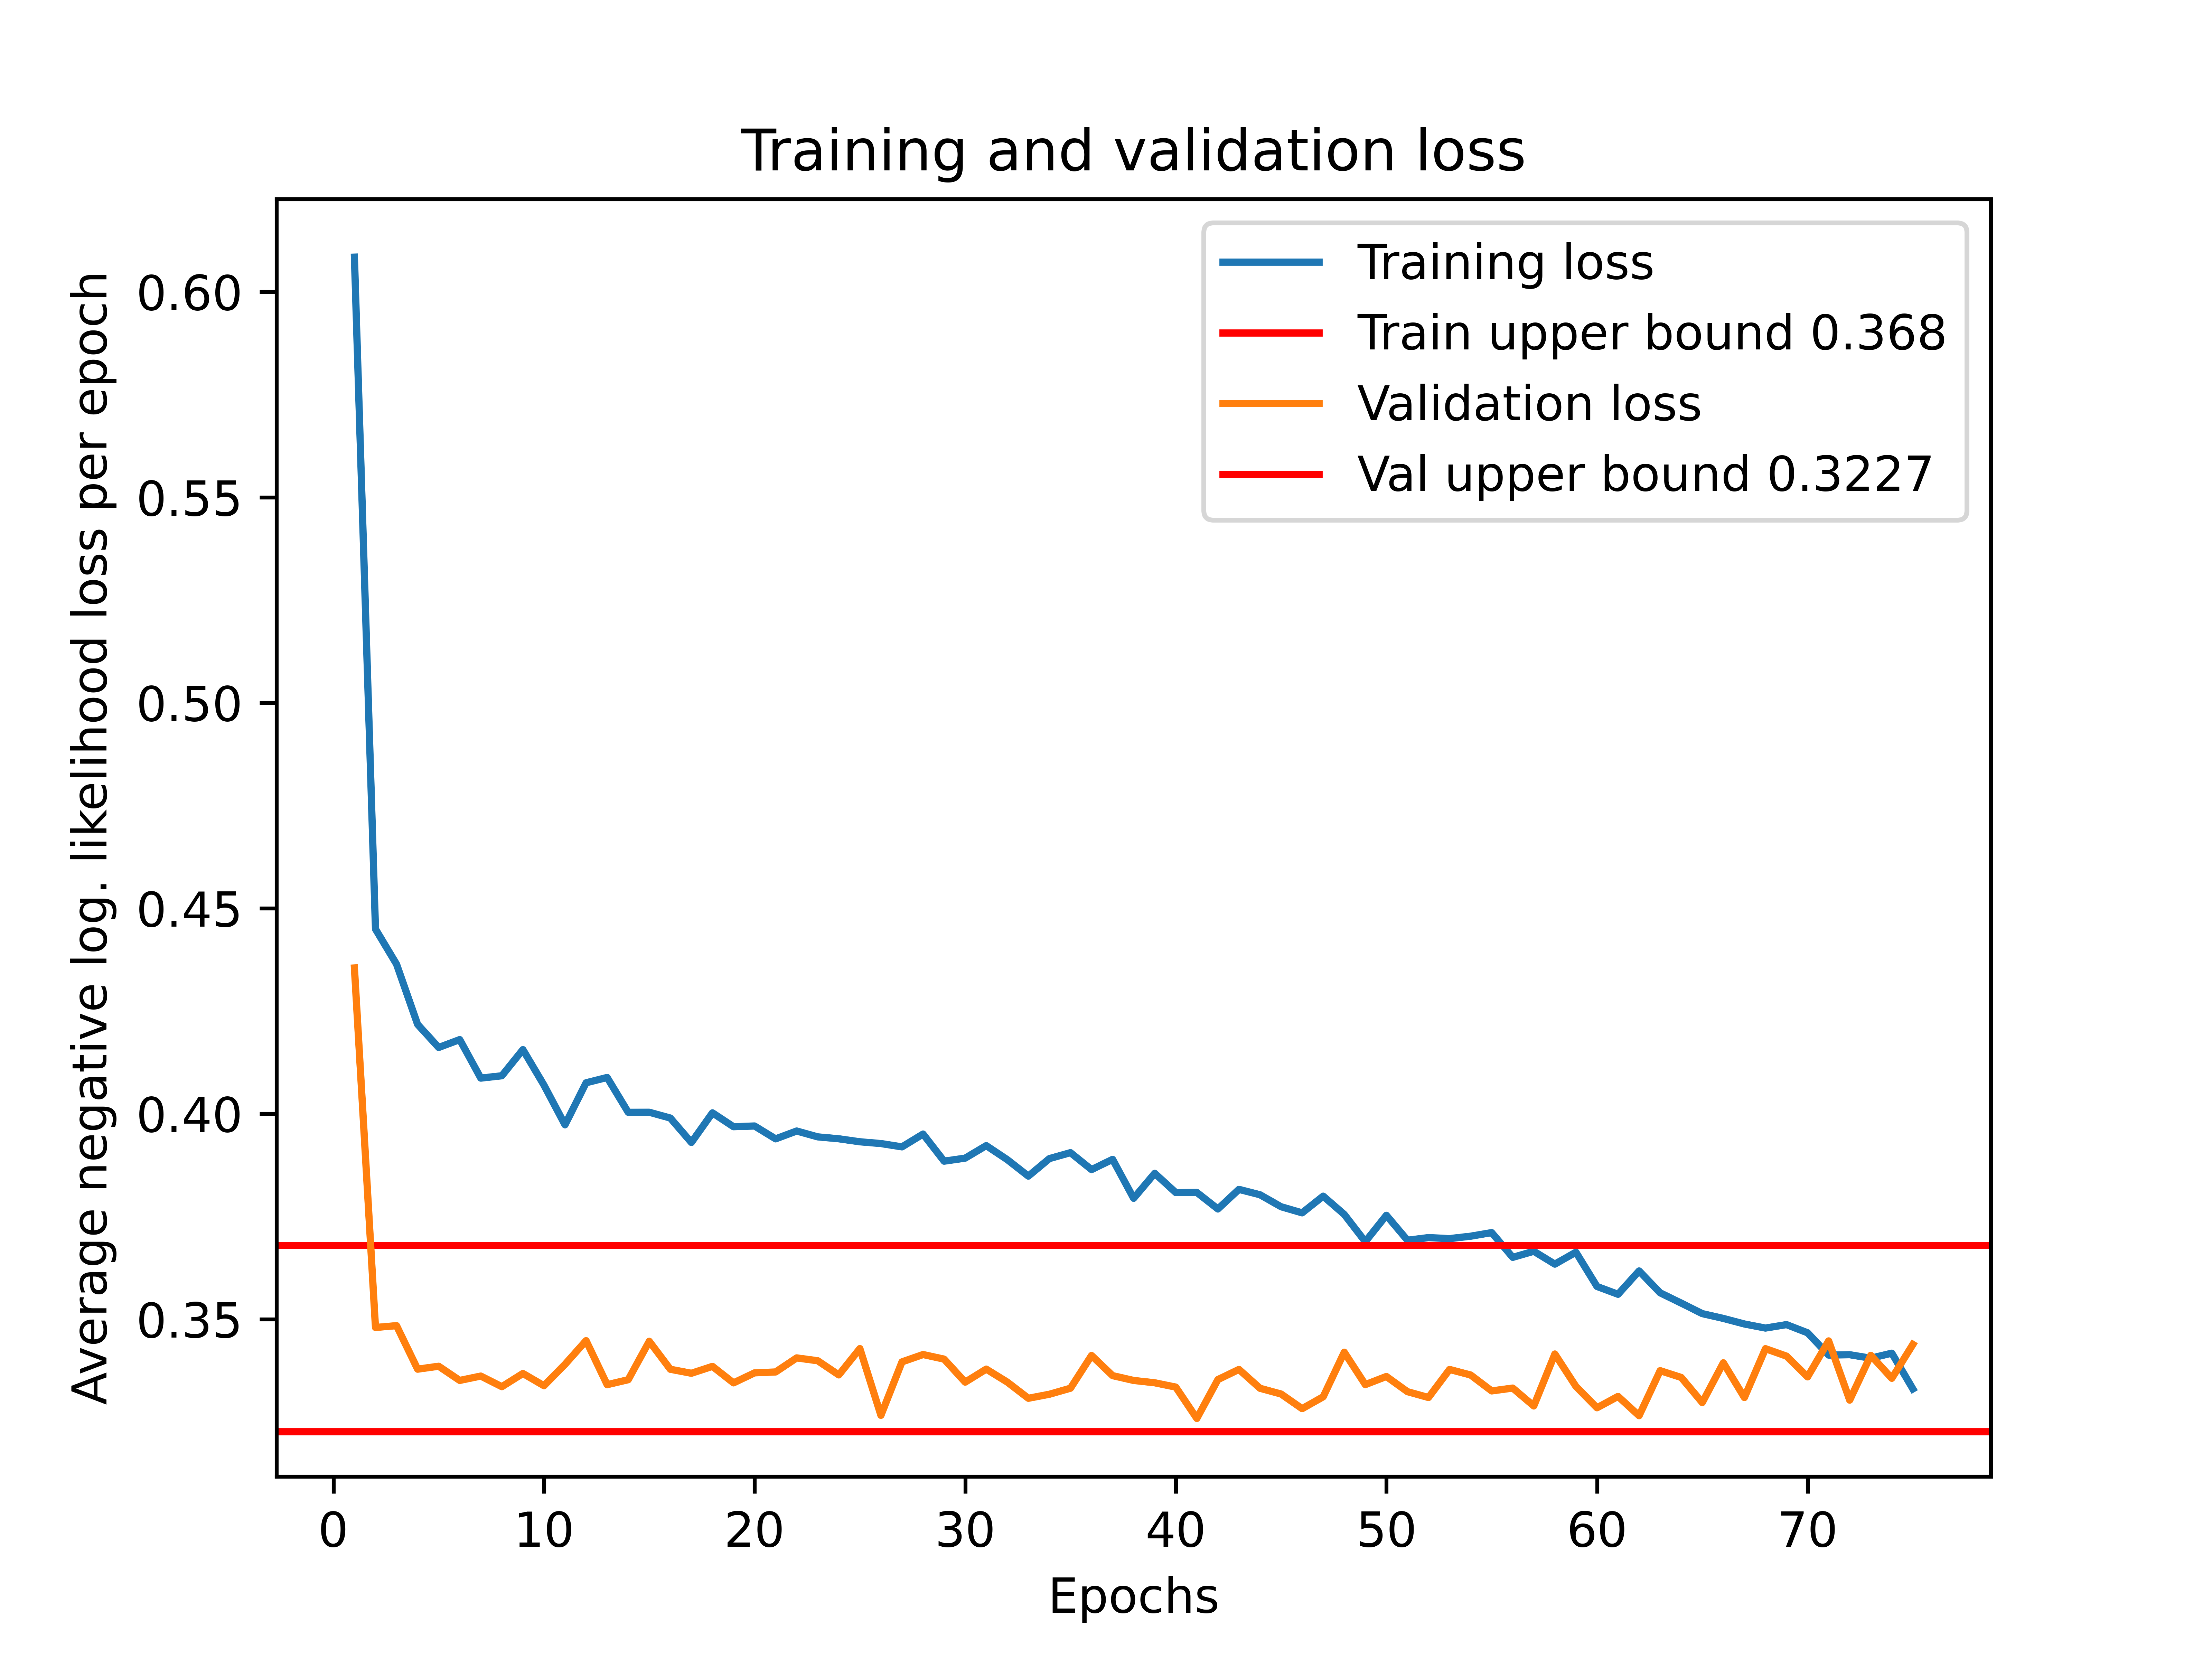 Training and validation loss
Training loss
Train upper bound 0.368
Validation loss
Val upper bound 0.3227
Average negative log. likelihood loss per epoch
0.60
0.55
0.50
0.45
0.40
0.35
0 10 20 30 40 50 60 70
Epochs